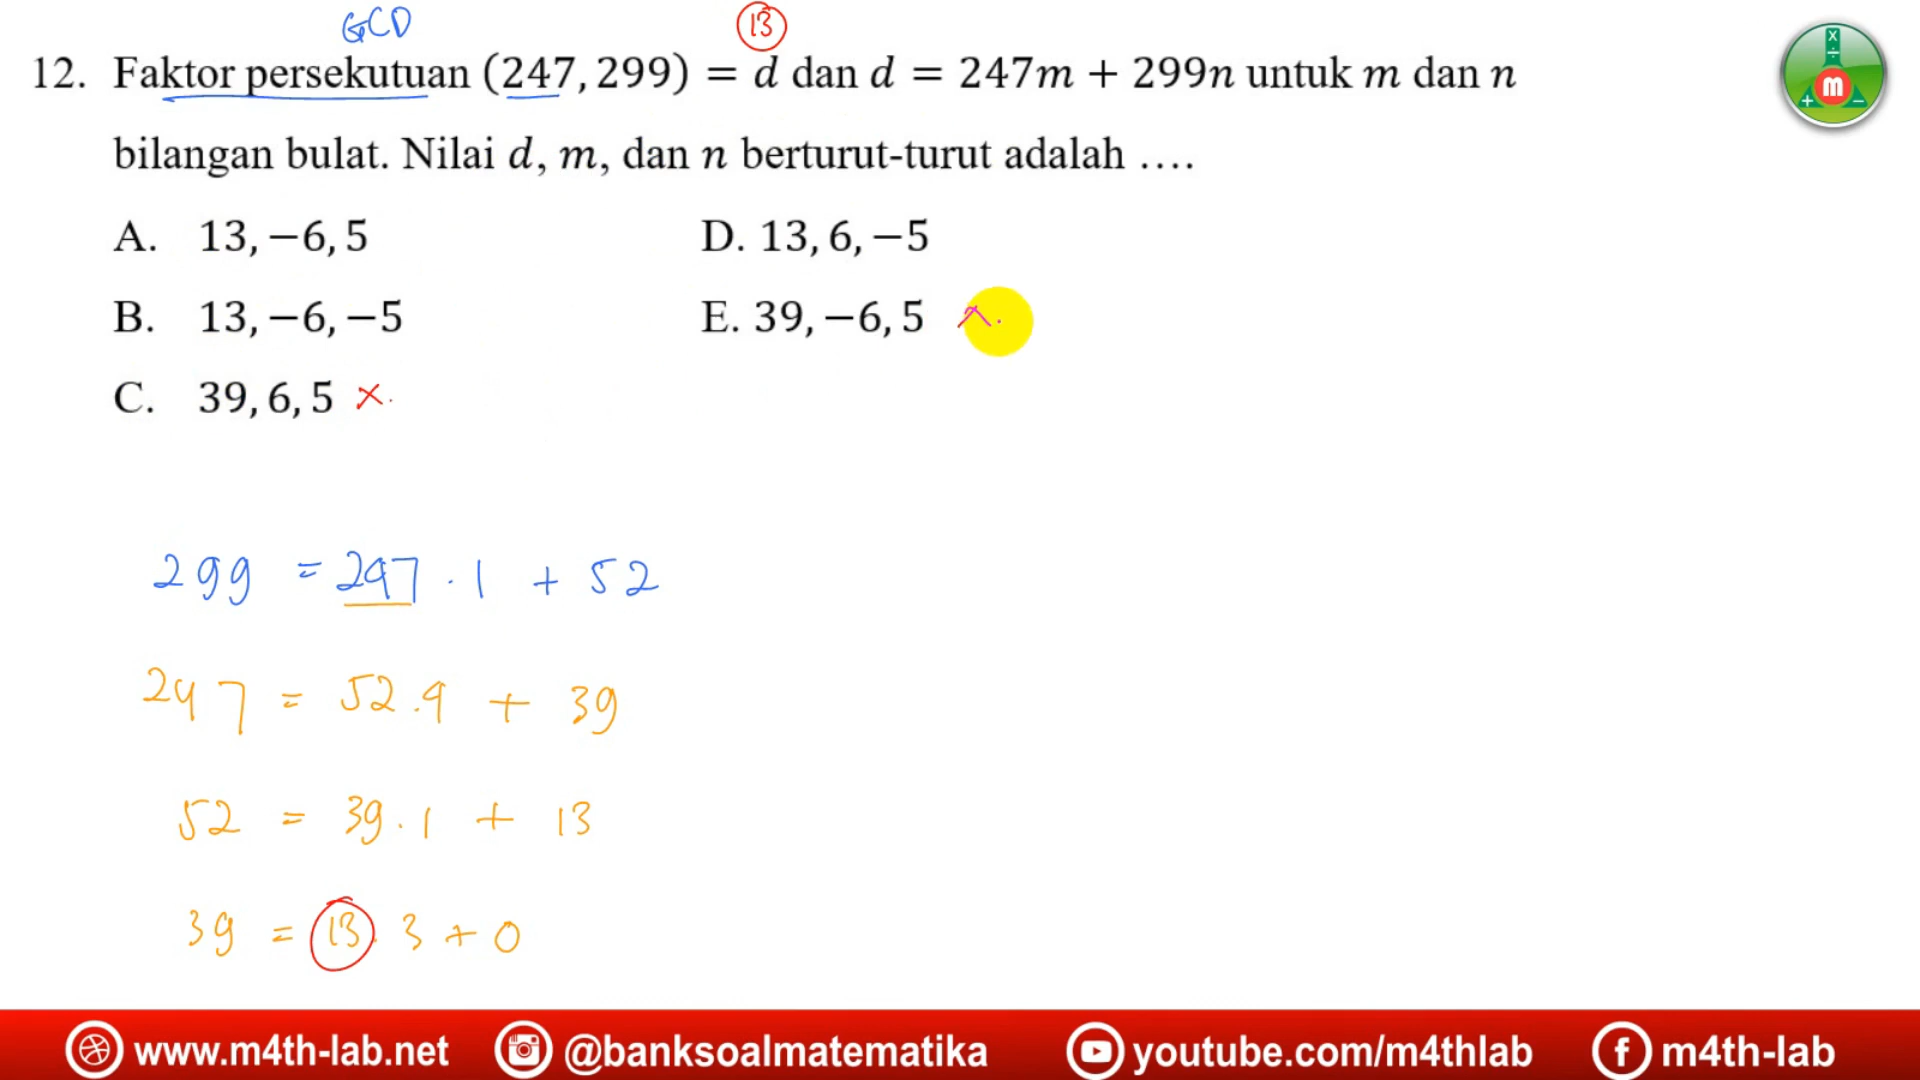 GCD 13
12. Faktor persekutuan (247, 299) = d dan d = 247m + 299n untuk m dan n
bilangan bulat. Nilai d, m, dan n berturut-turut adalah ....
A. 13, −6, 5
D. 13, 6, −5
B. 13, −6, −5
E. 39, −6, 5 ×
C. 39, 6, 5 ×
299 = 247 . 1 + 52
247 = 52 . 4 + 39
52 = 39 . 1 + 13
39 = 13 . 3 + 0
x ÷ m + −
www.m4th-lab.net @banksoalmatematika youtube.com/m4thlab f m4th-lab